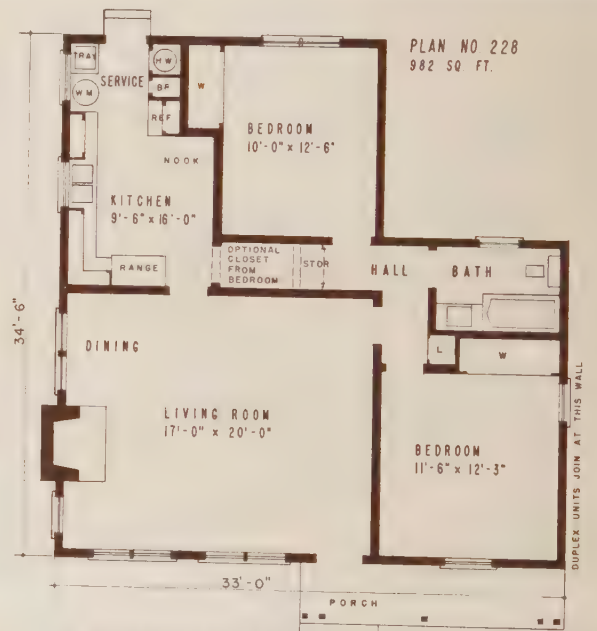 PLAN NO 228
982 SQ FT.
TRAY
SERVICE
HW
WM
BF
W
REF
BEDROOM
10'-0" x 12'-6"
NOOK
KITCHEN
9'-6" x 16'-0"
OPTIONAL
CLOSET
FROM
BEDROOM
STOR
HALL
BATH
RANGE
34'-6"
DINING
L
W
LIVING ROOM
17'-0" x 20'-0"
BEDROOM
11'-6" x 12'-3"
DUPLEX UNITS JOIN AT THIS WALL
33'-0"
PORCH